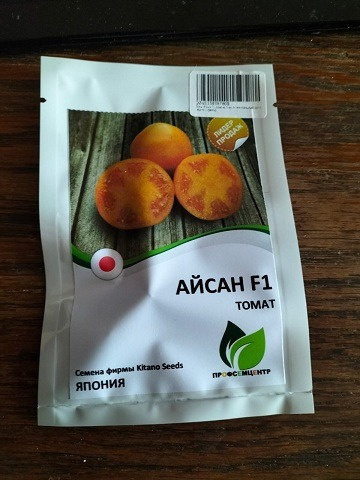 ЛИДЕР
ПРОДАЖ
АЙСАН F1
ТОМАТ
Семена фирмы Kitano Seeds
ЯПОНИЯ
ПРОФСЕМЦЕНТР